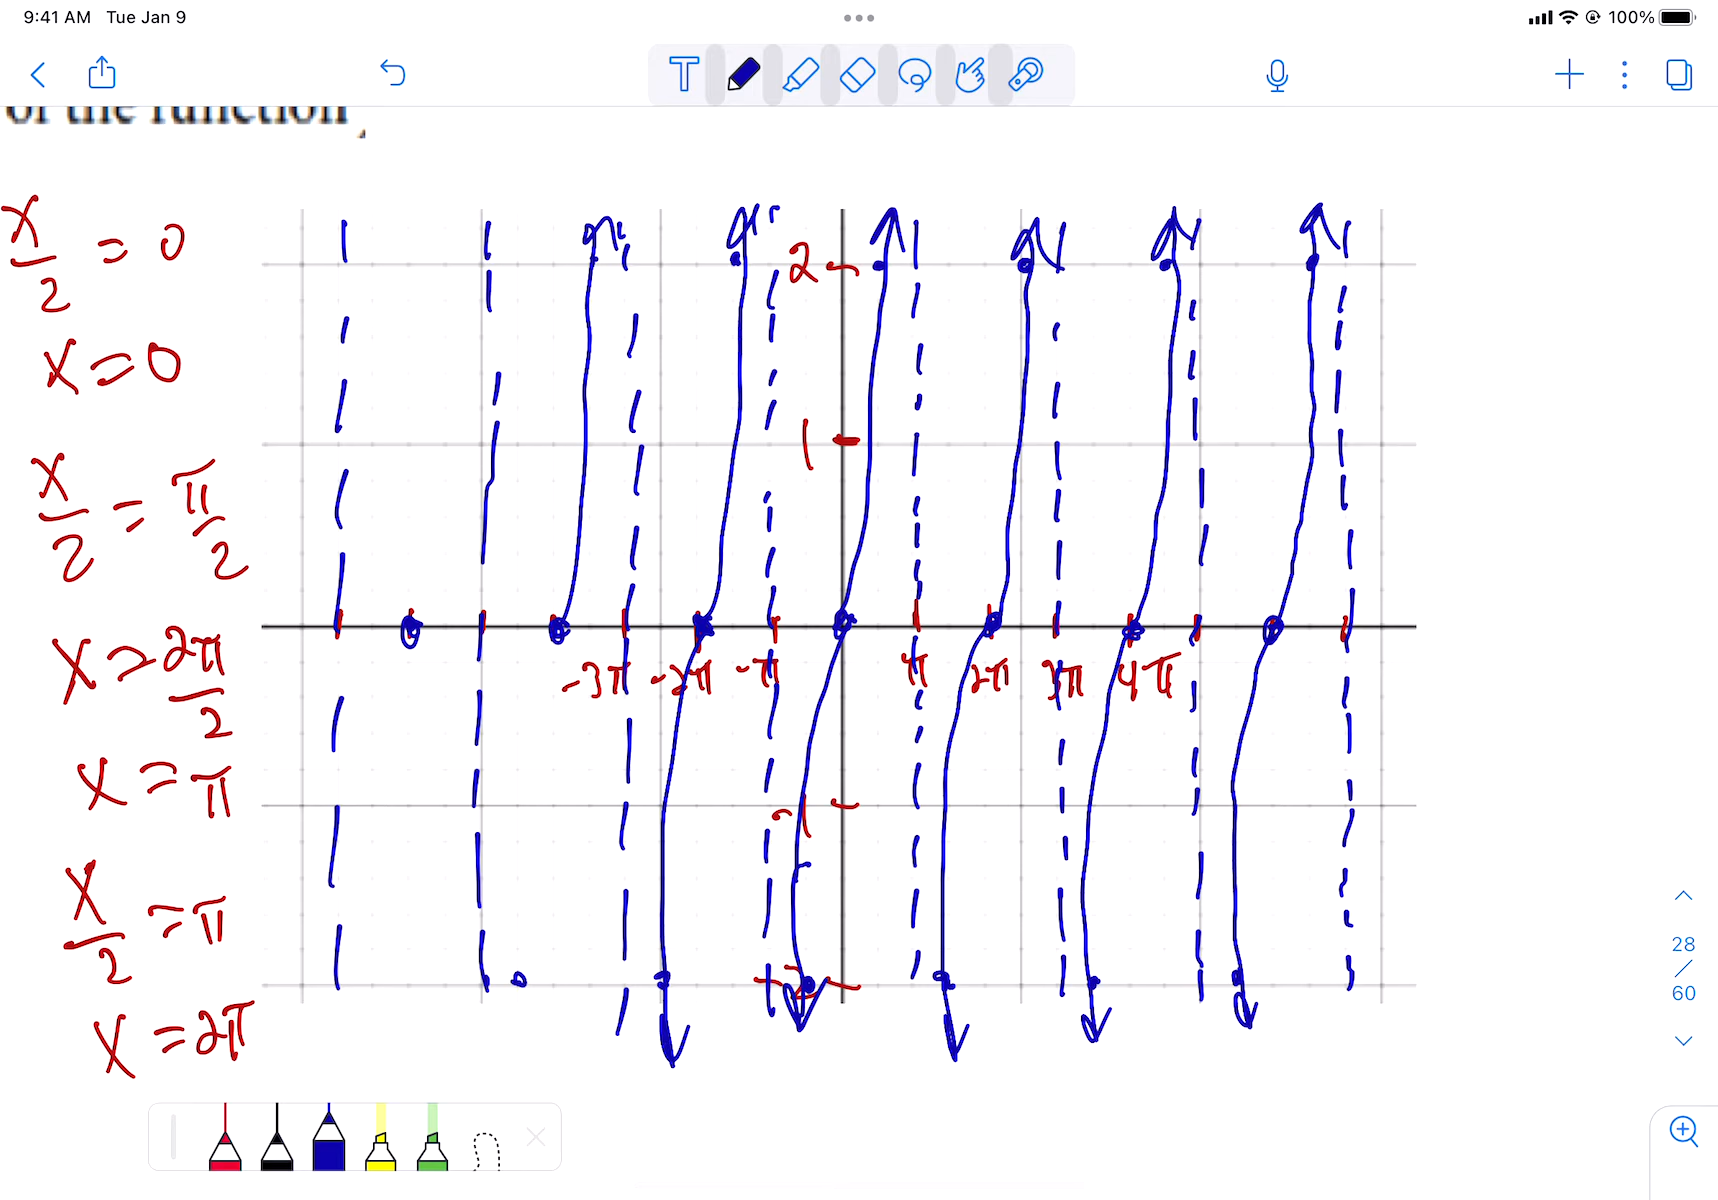 9:41 AM Tue Jan 9
100%
T
of the function,
x/2 = 0
x = 0
x/2 = π/2
x = 2π/2
x = π
x/2 = π
x = 2π
2
1
-3π -2π -π π 2π 3π 4π
-1
-2
28
/
60